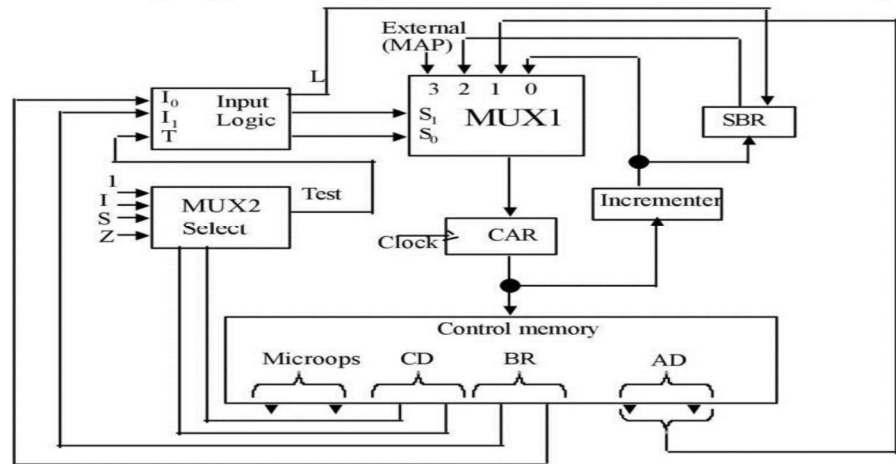 External
(MAP)
L
3 2 1 0
I₀
I₁
T
Input
Logic
S₁
S₀
MUX1
SBR
1
I
S
Z
MUX2
Select
Test
Incrementer
Clock
CAR
Control memory
Microops CD BR AD